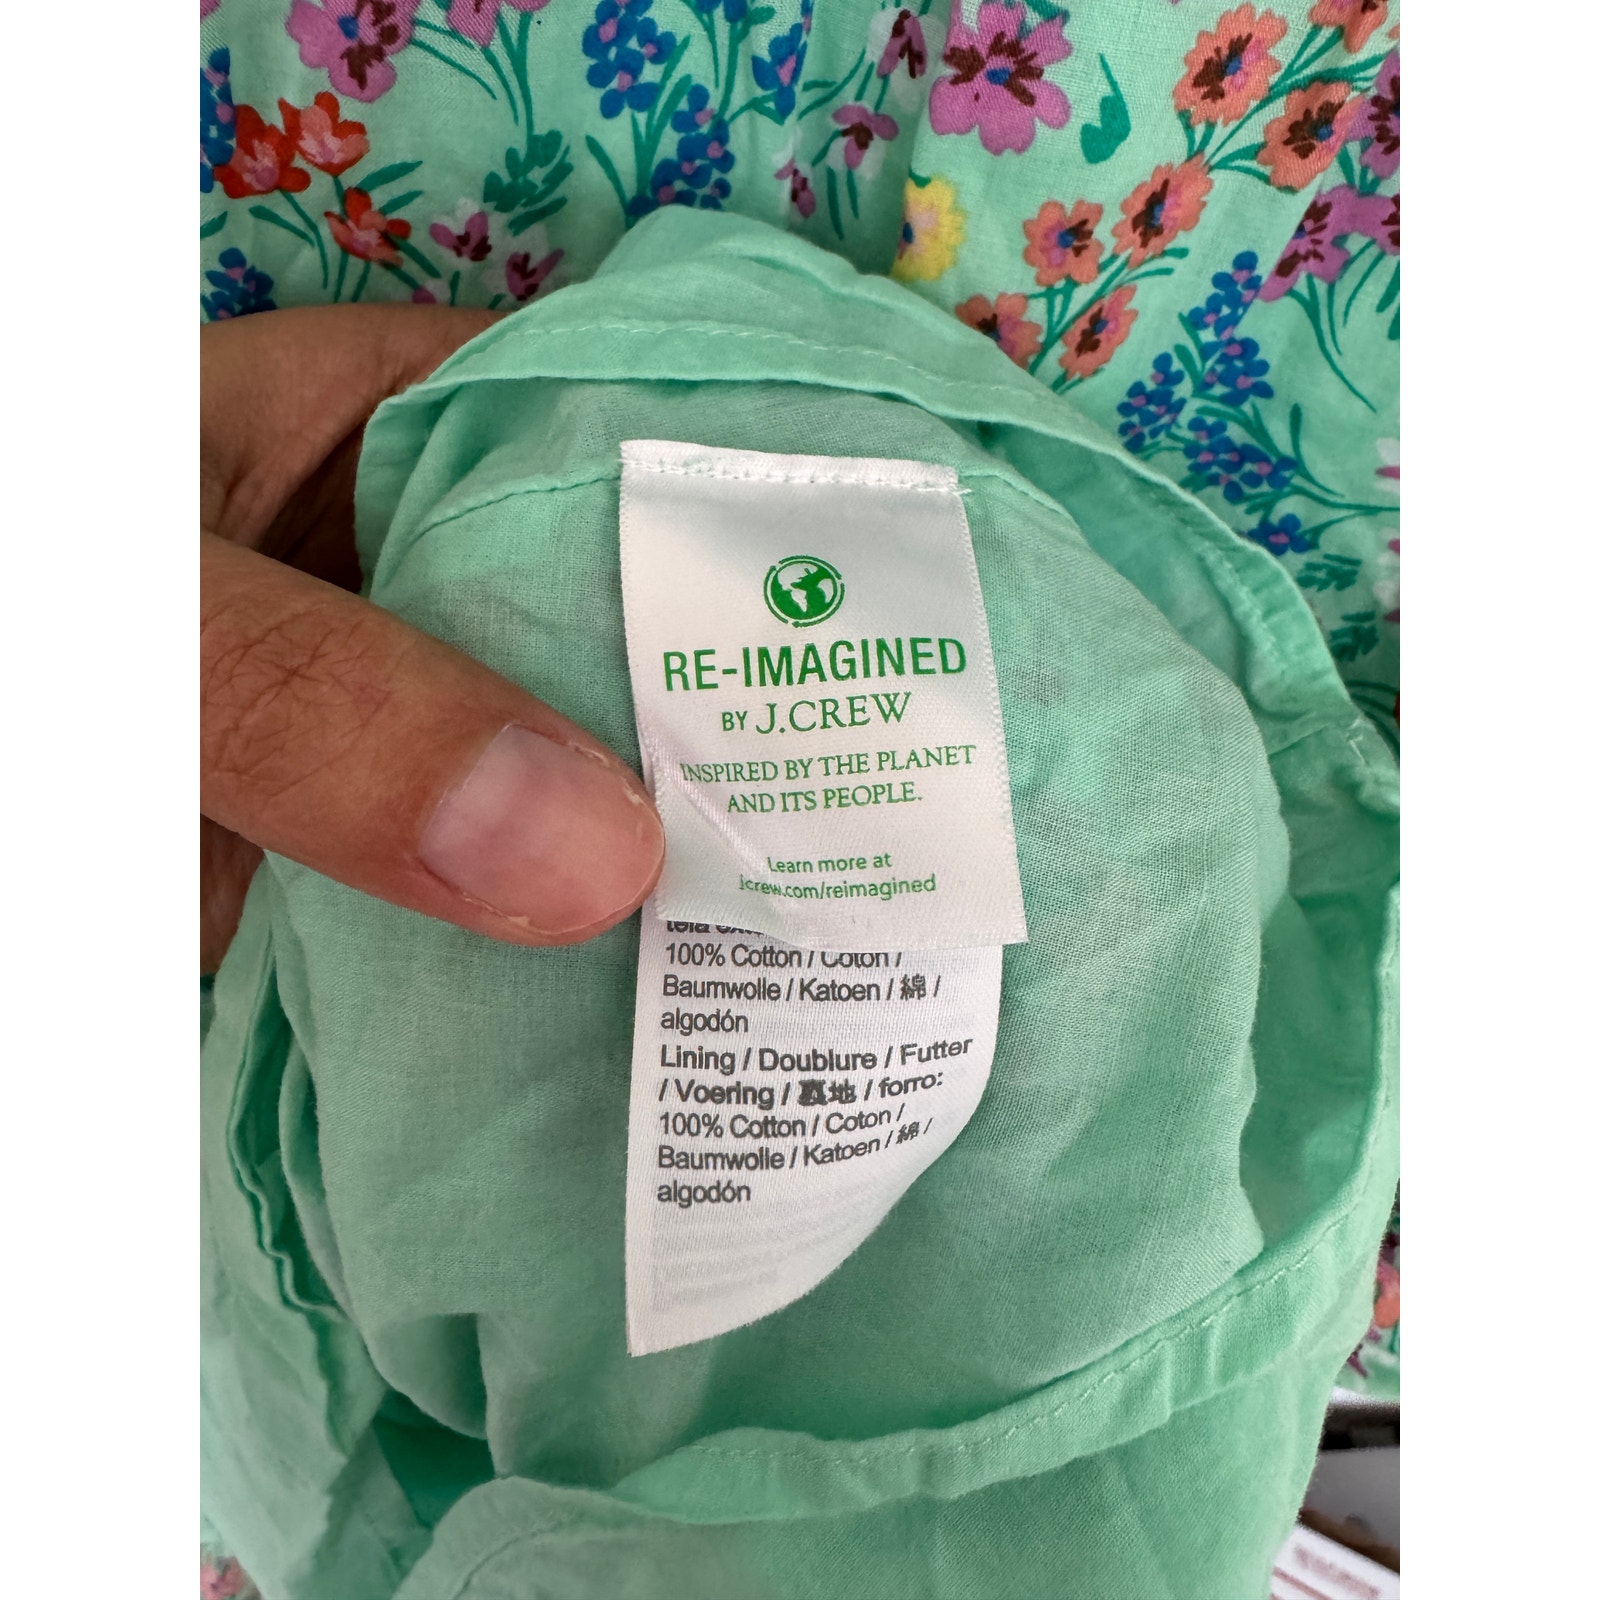 RE-IMAGINED
BY J.CREW
INSPIRED BY THE PLANET
AND ITS PEOPLE.
Learn more at
jcrew.com/reimagined
100% Cotton / Coton /
Baumwolle / Katoen / 綿 /
algodón
Lining / Doublure / Futter
/ Voering / 裏地 / forro:
100% Cotton / Coton /
Baumwolle / Katoen / 綿 /
algodón